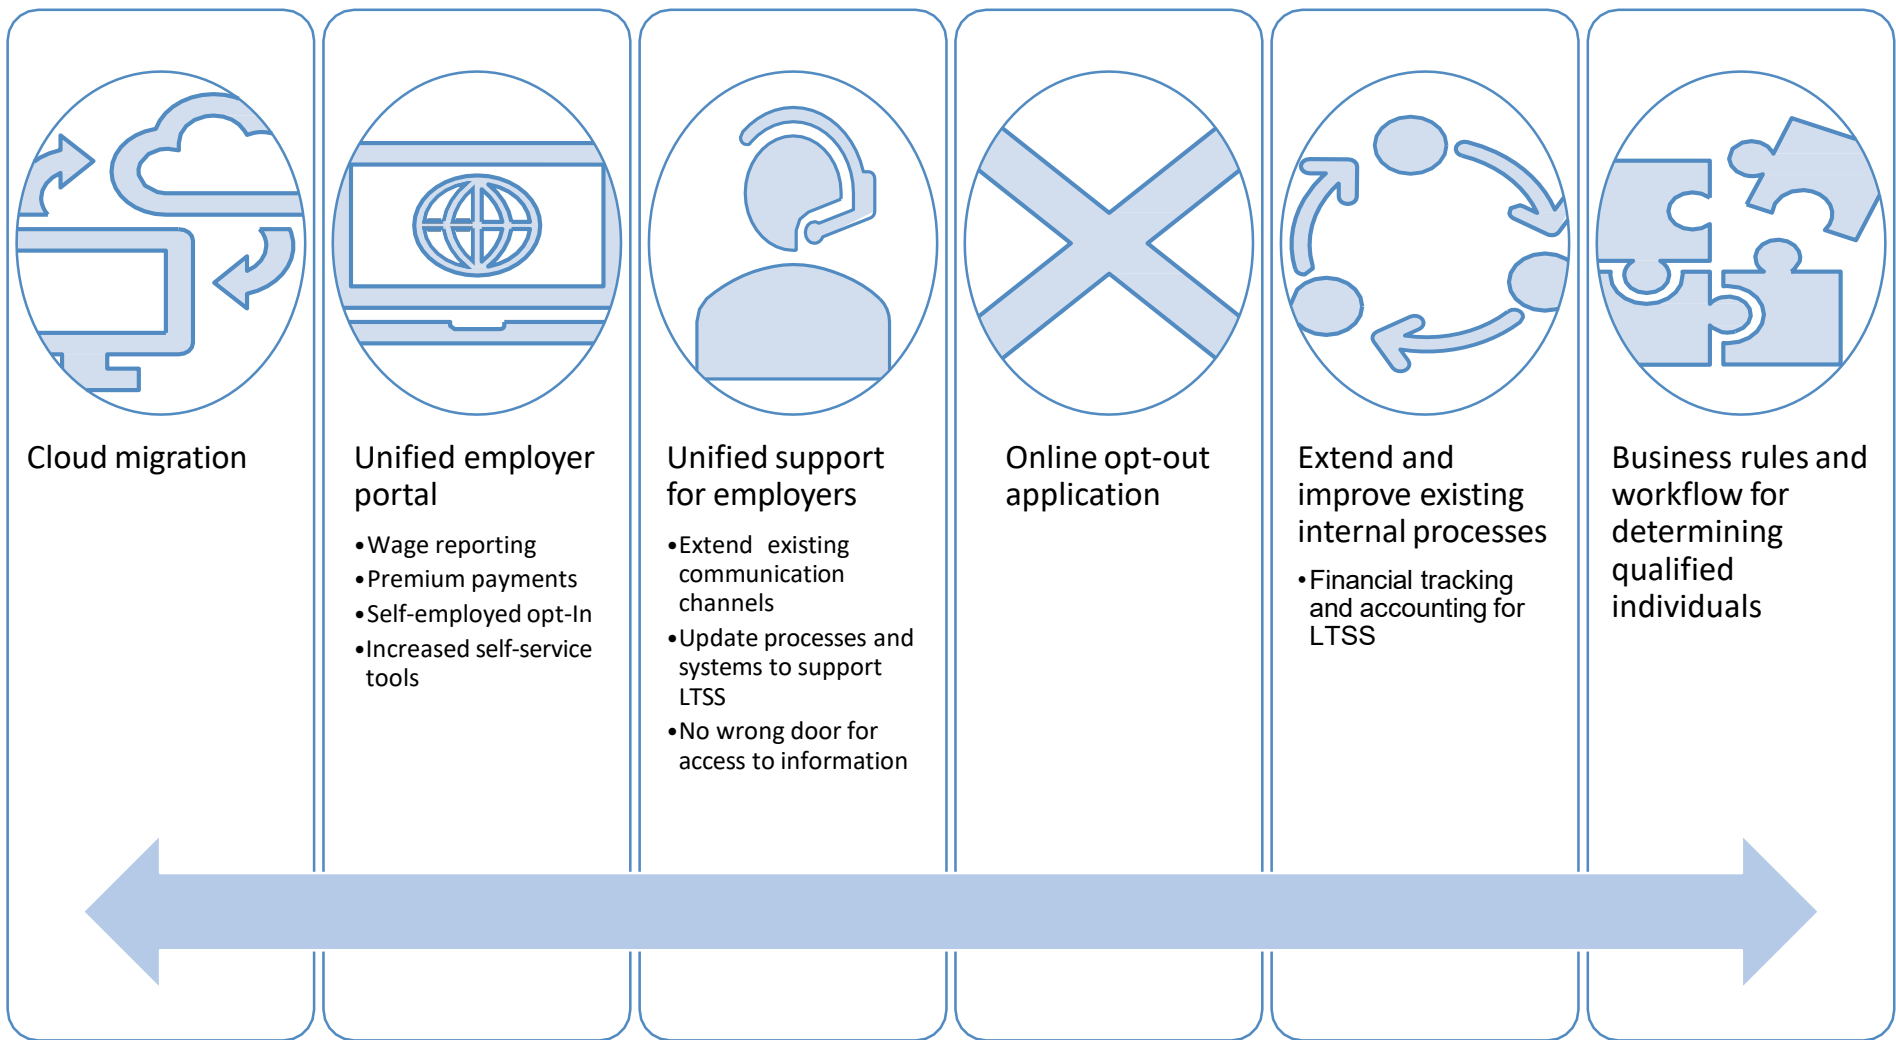 Cloud migration
Unified employer
portal
•Wage reporting
•Premium payments
•Self-employed opt-In
•Increased self-service
tools
Unified support
for employers
•Extend existing
communication
channels
•Update processes and
systems to support
LTSS
•No wrong door for
access to information
Online opt-out
application
Extend and
improve existing
internal processes
•Financial tracking
and accounting for
LTSS
Business rules and
workflow for
determining
qualified
individuals